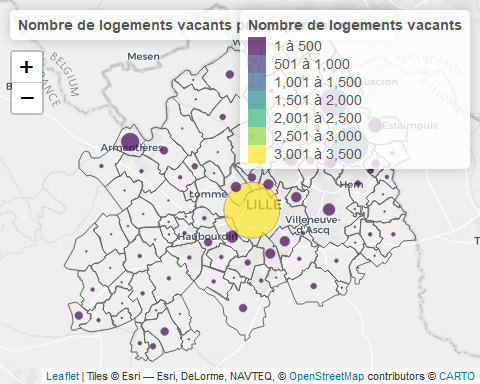 Nombre de logements vacants
Nombre de logements vacants
1 à 500
501 à 1,000
1,001 à 1,500
1,501 à 2,000
2,001 à 2,500
2,501 à 3,000
3,001 à 3,500
+
−
Mesen
BELGIUM
FRANCE
VLAANDEREN
Estaimpuis
Armentières
Lomme
Hem
LILLE
Villeneuve-
d'Ascq
Haubourdin
Leaflet | Tiles © Esri — Esri, DeLorme, NAVTEQ, © OpenStreetMap contributors © CARTO